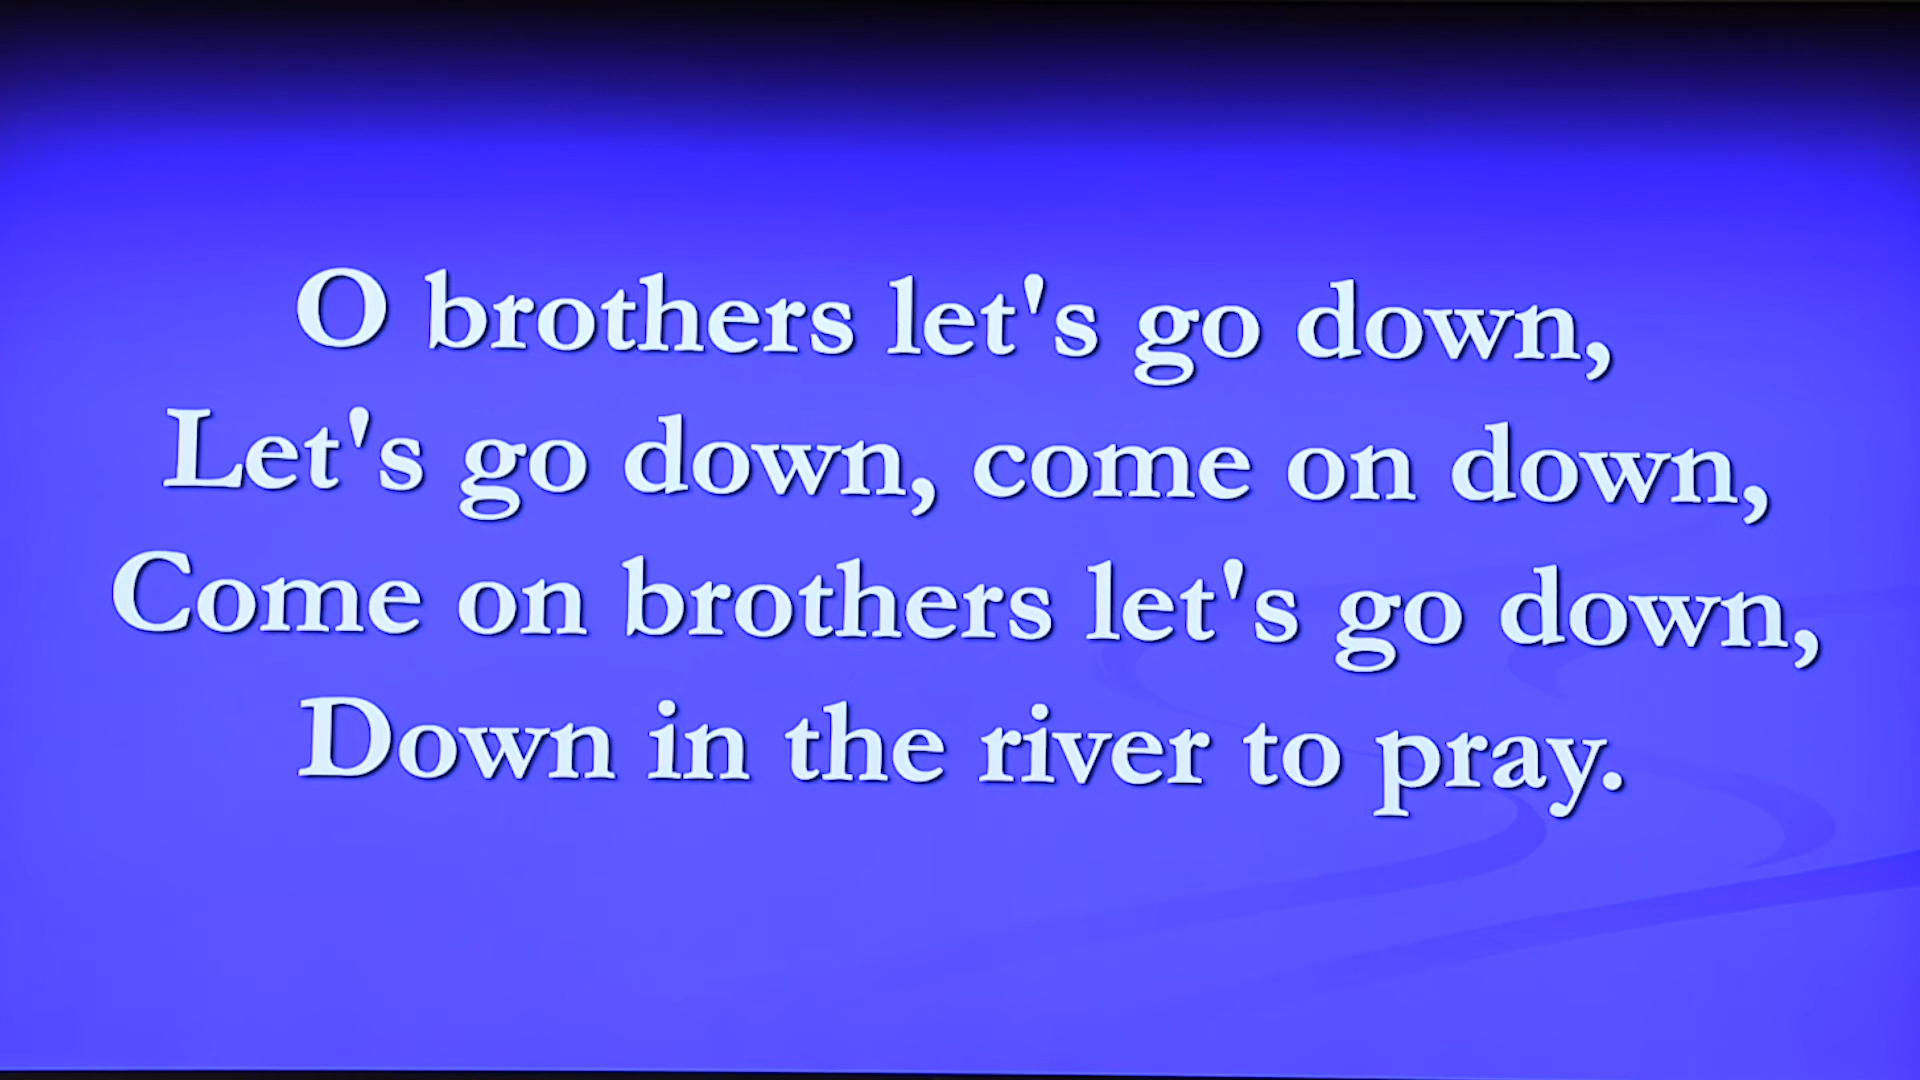 O brothers let's go down,
Let's go down, come on down,
Come on brothers let's go down,
Down in the river to pray.